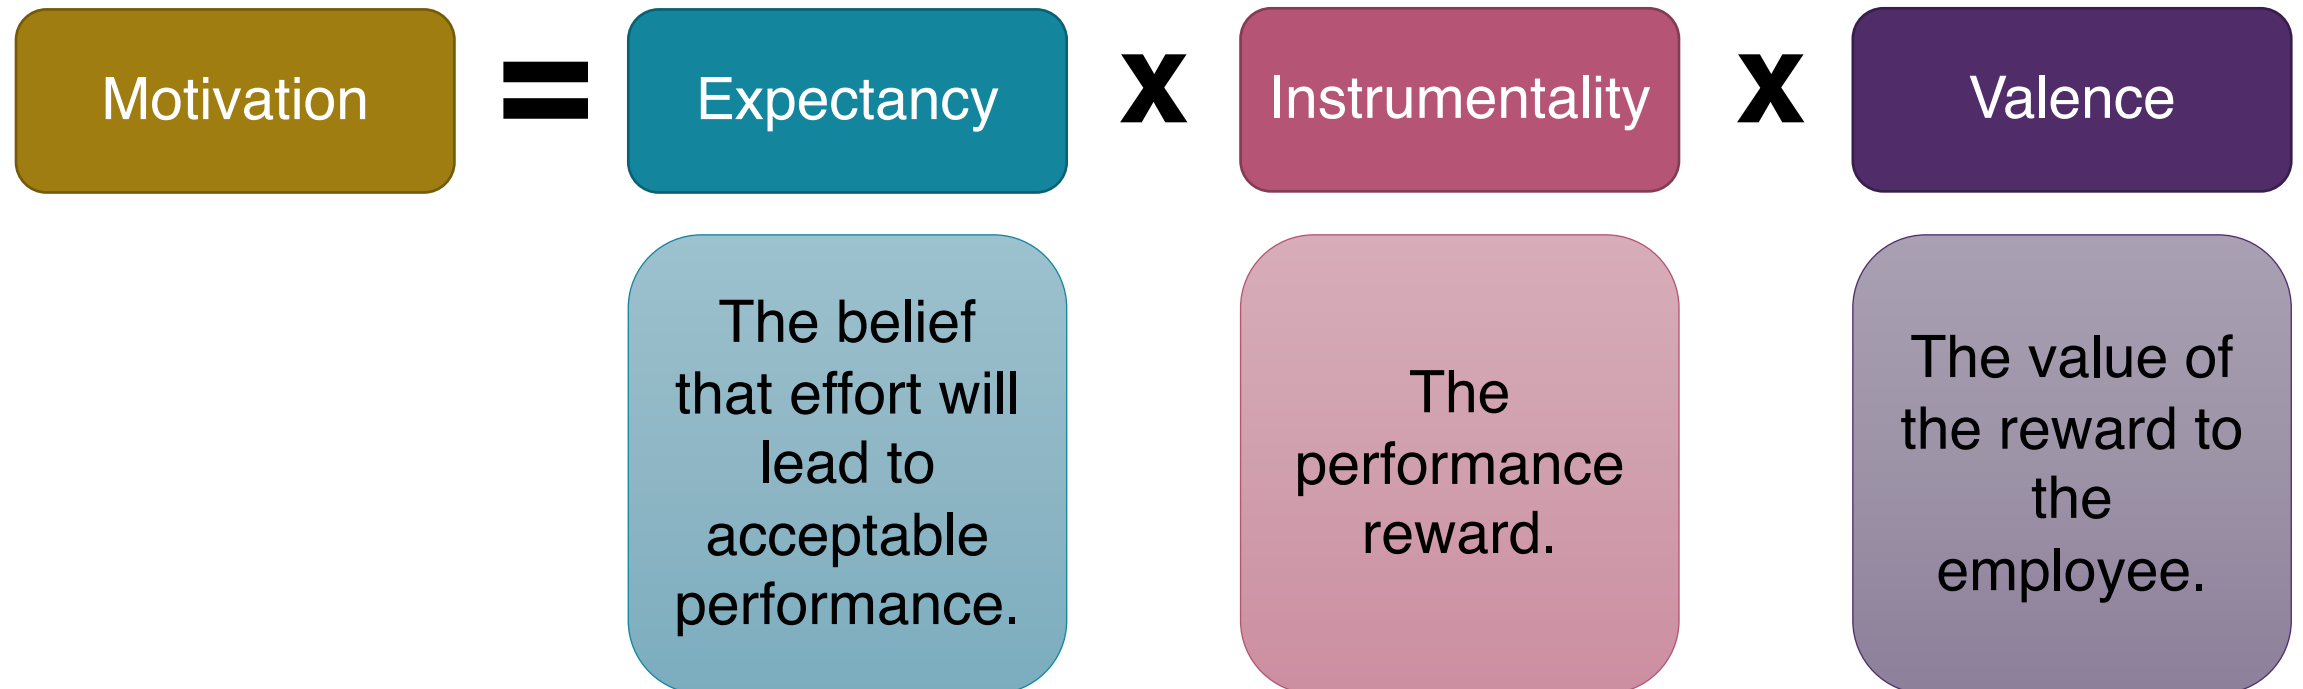 Motivation = Expectancy x Instrumentality x Valence
The belief
that effort will
lead to
acceptable
performance.
The
performance
reward.
The value of
the reward to
the
employee.